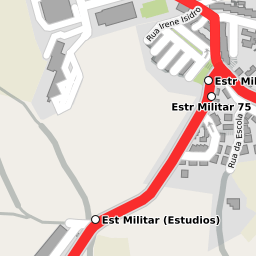 Rua Irene Isidro
Estr Mil
Estr Militar 75
Rua da Escola
Est Militar (Estudios)